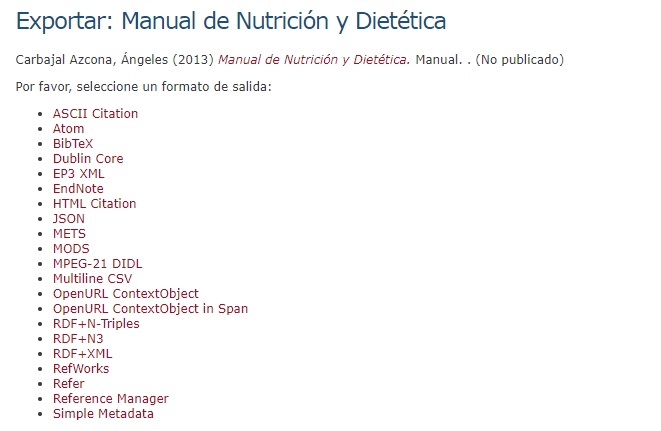 Exportar: Manual de Nutrición y Dietética
Carbajal Azcona, Ángeles (2013) Manual de Nutrición y Dietética. Manual. . (No publicado)
Por favor, seleccione un formato de salida:
• ASCII Citation
• Atom
• BibTeX
• Dublin Core
• EP3 XML
• EndNote
• HTML Citation
• JSON
• METS
• MODS
• MPEG-21 DIDL
• Multiline CSV
• OpenURL ContextObject
• OpenURL ContextObject in Span
• RDF+N-Triples
• RDF+N3
• RDF+XML
• RefWorks
• Refer
• Reference Manager
• Simple Metadata